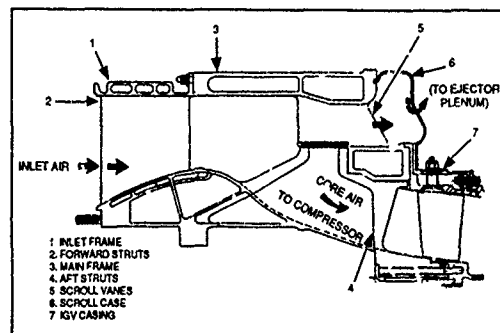 1
3
5
6
2
(TO EJECTOR
PLENUM)
7
INLET AIR
CORE AIR
TO COMPRESSOR
1 INLET FRAME
2. FORWARD STRUTS
3. MAIN FRAME
4. AFT STRUTS
5 SCROLL VANES
6. SCROLL CASE
7 IGV CASING
4